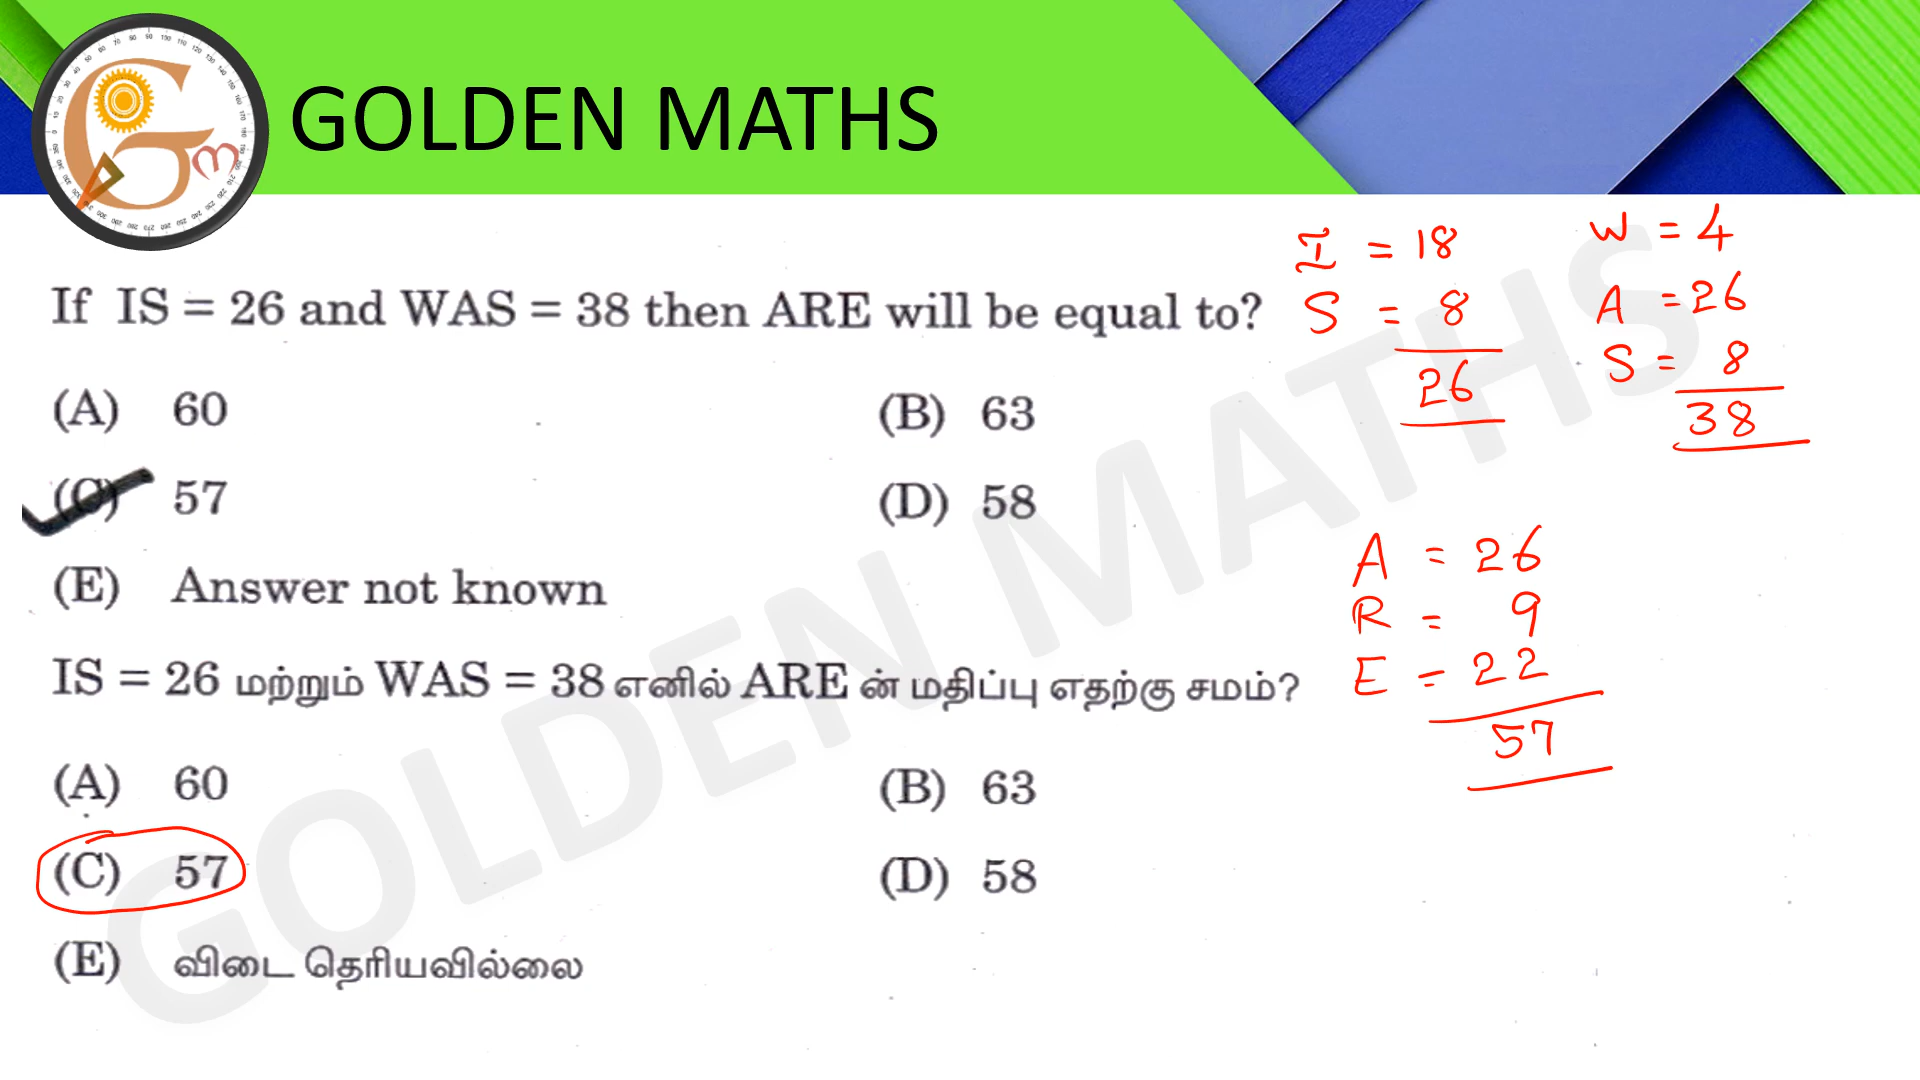 GOLDEN MATHS
If IS = 26 and WAS = 38 then ARE will be equal to?
(A) 60
(B) 63
(C) 57
(D) 58
(E) Answer not known
IS = 26 மற்றும் WAS = 38 எனில் ARE ன் மதிப்பு எதற்கு சமம்?
(A) 60
(B) 63
(C) 57
(D) 58
(E) விடை தெரியவில்லை
I = 18
S = 8
26
W = 4
A = 26
S = 8
38
A = 26
R = 9
E = 22
57
GOLDEN MATHS